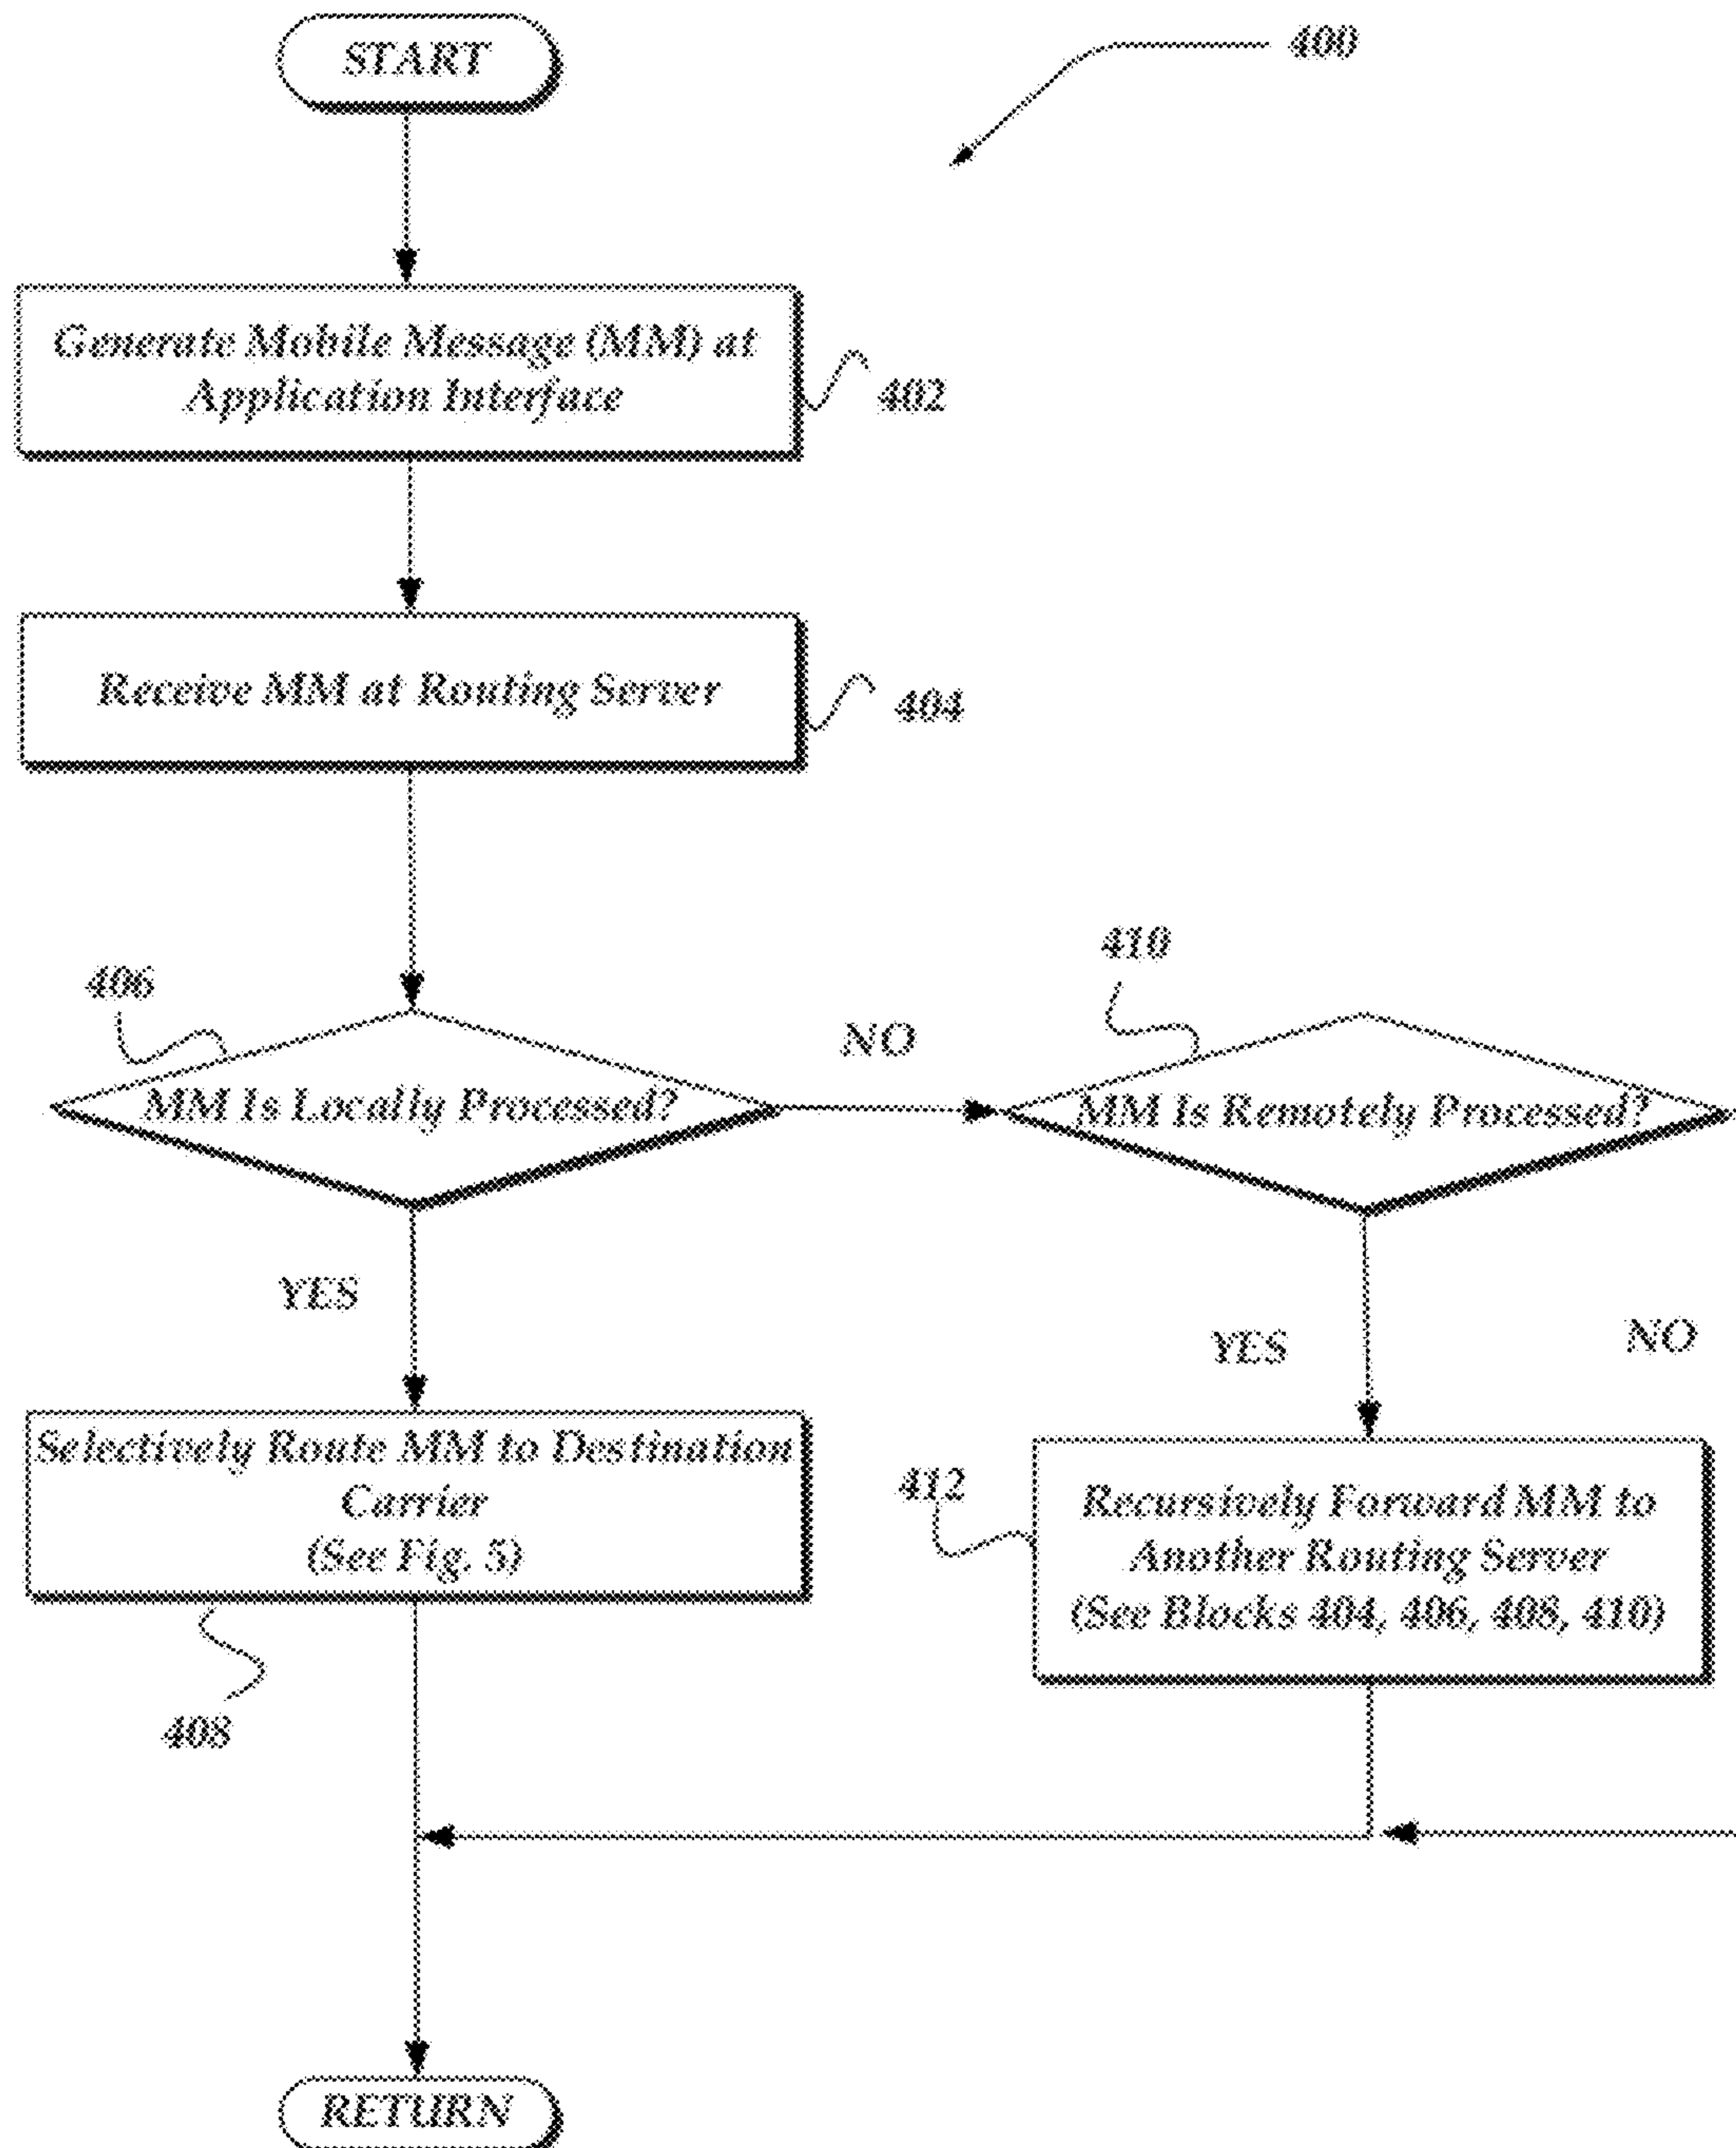 START
400
Generate Mobile Message (MM) at
Application Interface
402
Receive MM at Routing Server
404
406
MM Is Locally Processed?
NO
410
MM Is Remotely Processed?
YES
YES
NO
Selectively Route MM to Destination
Carrier
(See Fig. 5)
408
412
Recursively Forward MM to
Another Routing Server
(See Blocks 404, 406, 408, 410)
RETURN